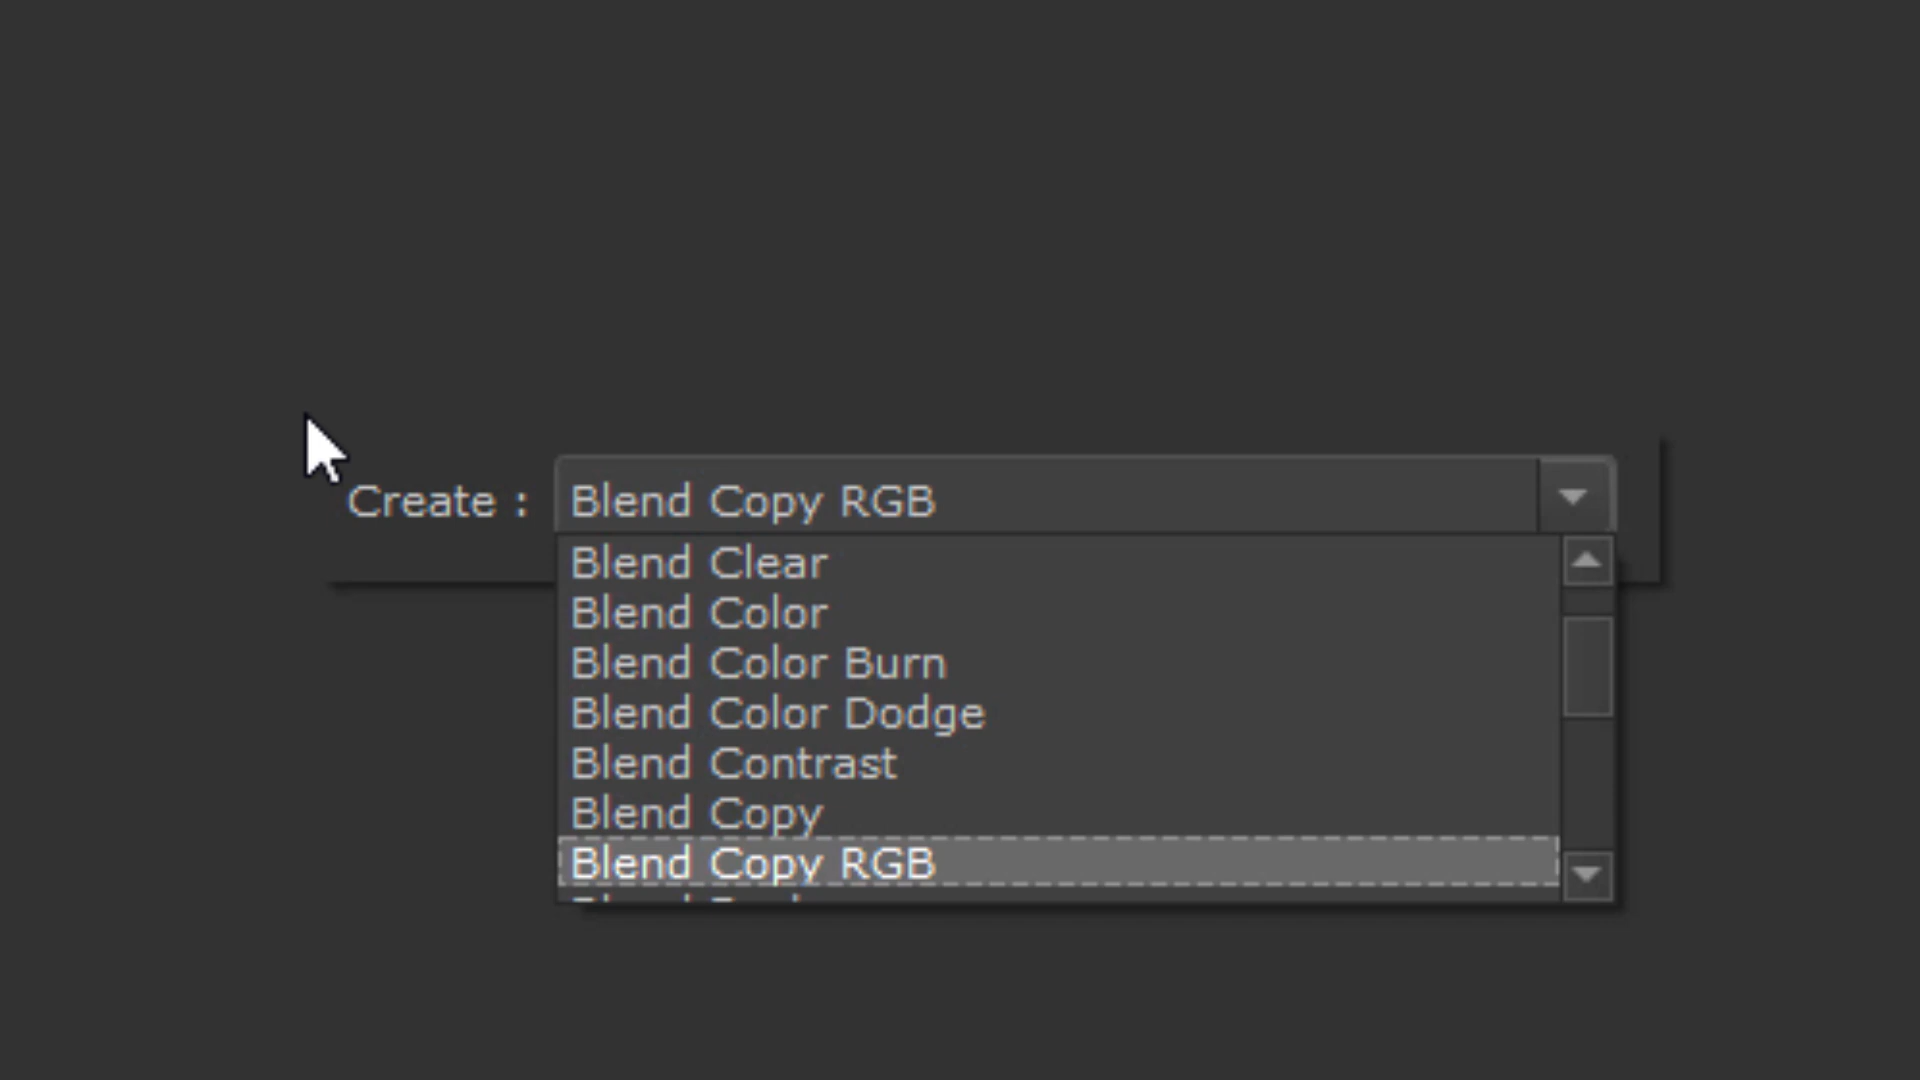 Create : Blend Copy RGB
Blend Clear
Blend Color
Blend Color Burn
Blend Color Dodge
Blend Contrast
Blend Copy
Blend Copy RGB